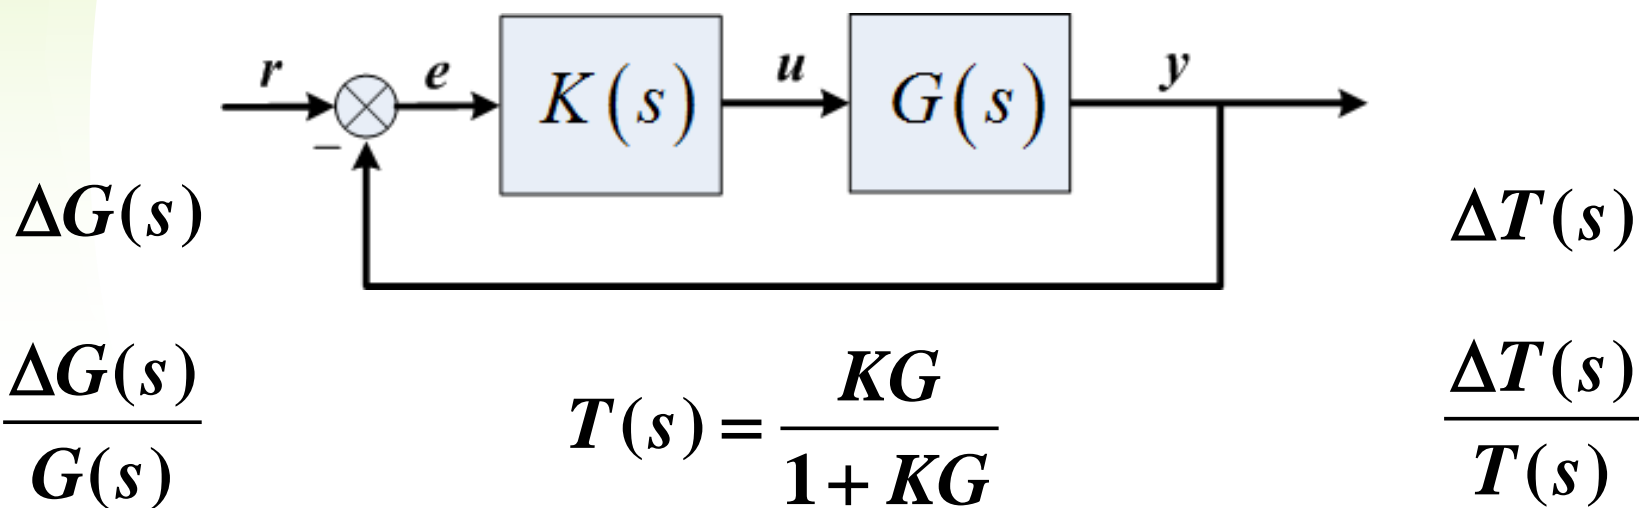 r e K(s) u G(s) y
−
ΔG(s) ΔT(s)
ΔG(s)/G(s) T(s) = KG/(1 + KG) ΔT(s)/T(s)